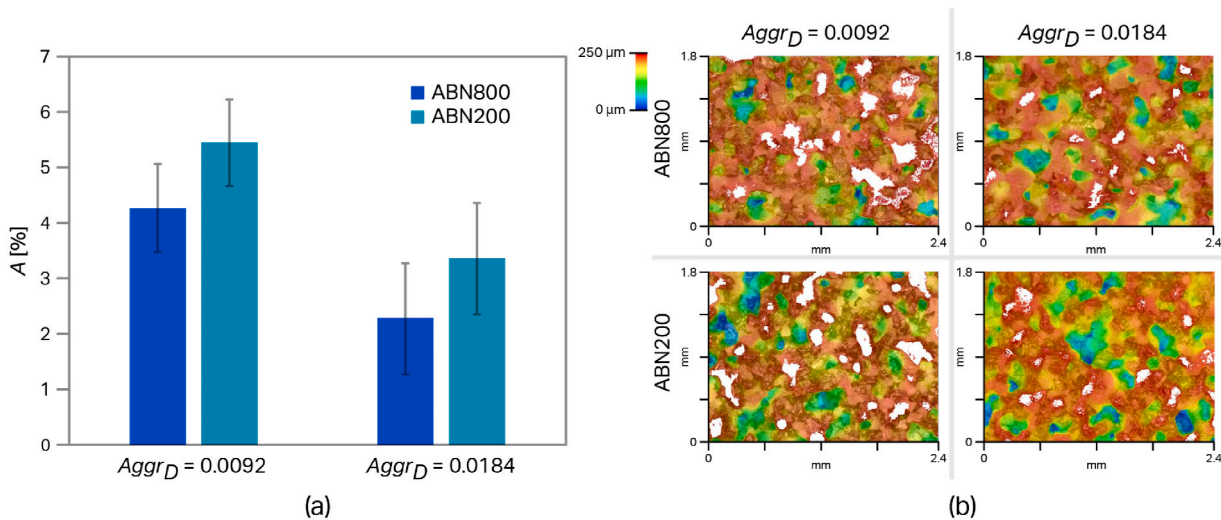 7
6
5
4
3
2
1
0
A [%]
ABN800
ABN200
AggrD = 0.0092
AggrD = 0.0184
(a)
250 µm
0 µm
AggrD = 0.0092
AggrD = 0.0184
ABN800
1.8
mm
0
0
mm
2.4
1.8
mm
0
0
mm
2.4
ABN200
1.8
mm
0
0
mm
2.4
1.8
mm
0
0
mm
2.4
(b)